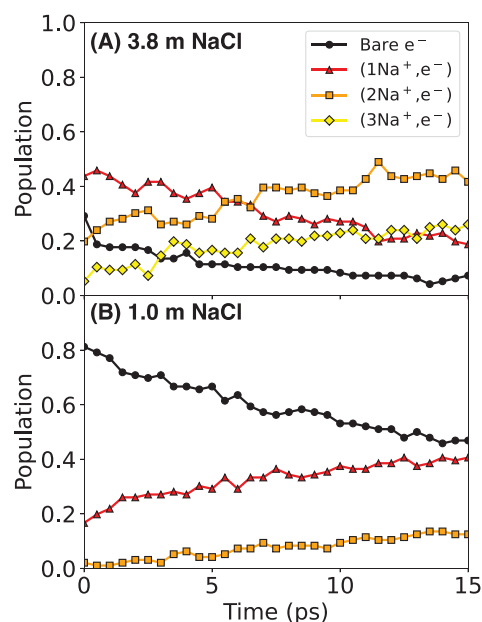 (A) 3.8 m NaCl
Bare e⁻
(1Na⁺,e⁻)
(2Na⁺,e⁻)
(3Na⁺,e⁻)
1.0
0.8
0.6
0.4
0.2
0.0
Population
(B) 1.0 m NaCl
0.8
0.6
0.4
0.2
0.0
Population
0 5 10 15
Time (ps)